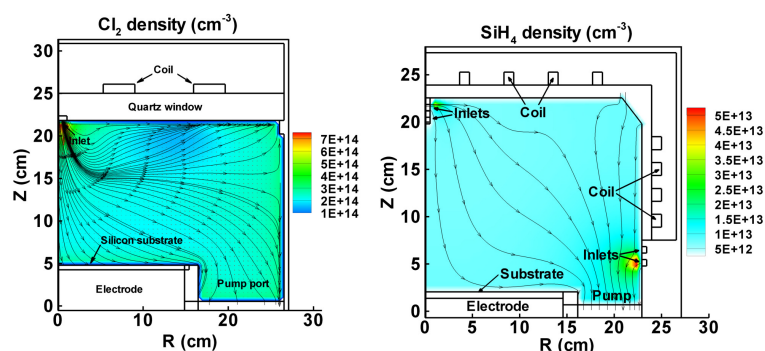 Cl2 density (cm-3)
30
25
20
15
10
5
0
Z (cm)
Coil
Quartz window
Inlet
Silicon substrate
Electrode
Pump port
0 10 20 30
R (cm)
7E+14
6E+14
5E+14
4E+14
3E+14
2E+14
1E+14
SiH4 density (cm-3)
25
20
15
10
5
0
Z (cm)
Inlets
Coil
Coil
Inlets
Substrate
Pump
Electrode
0 5 10 15 20 25 30
R (cm)
5E+13
4.5E+13
4E+13
3.5E+13
3E+13
2.5E+13
2E+13
1.5E+13
1E+13
5E+12